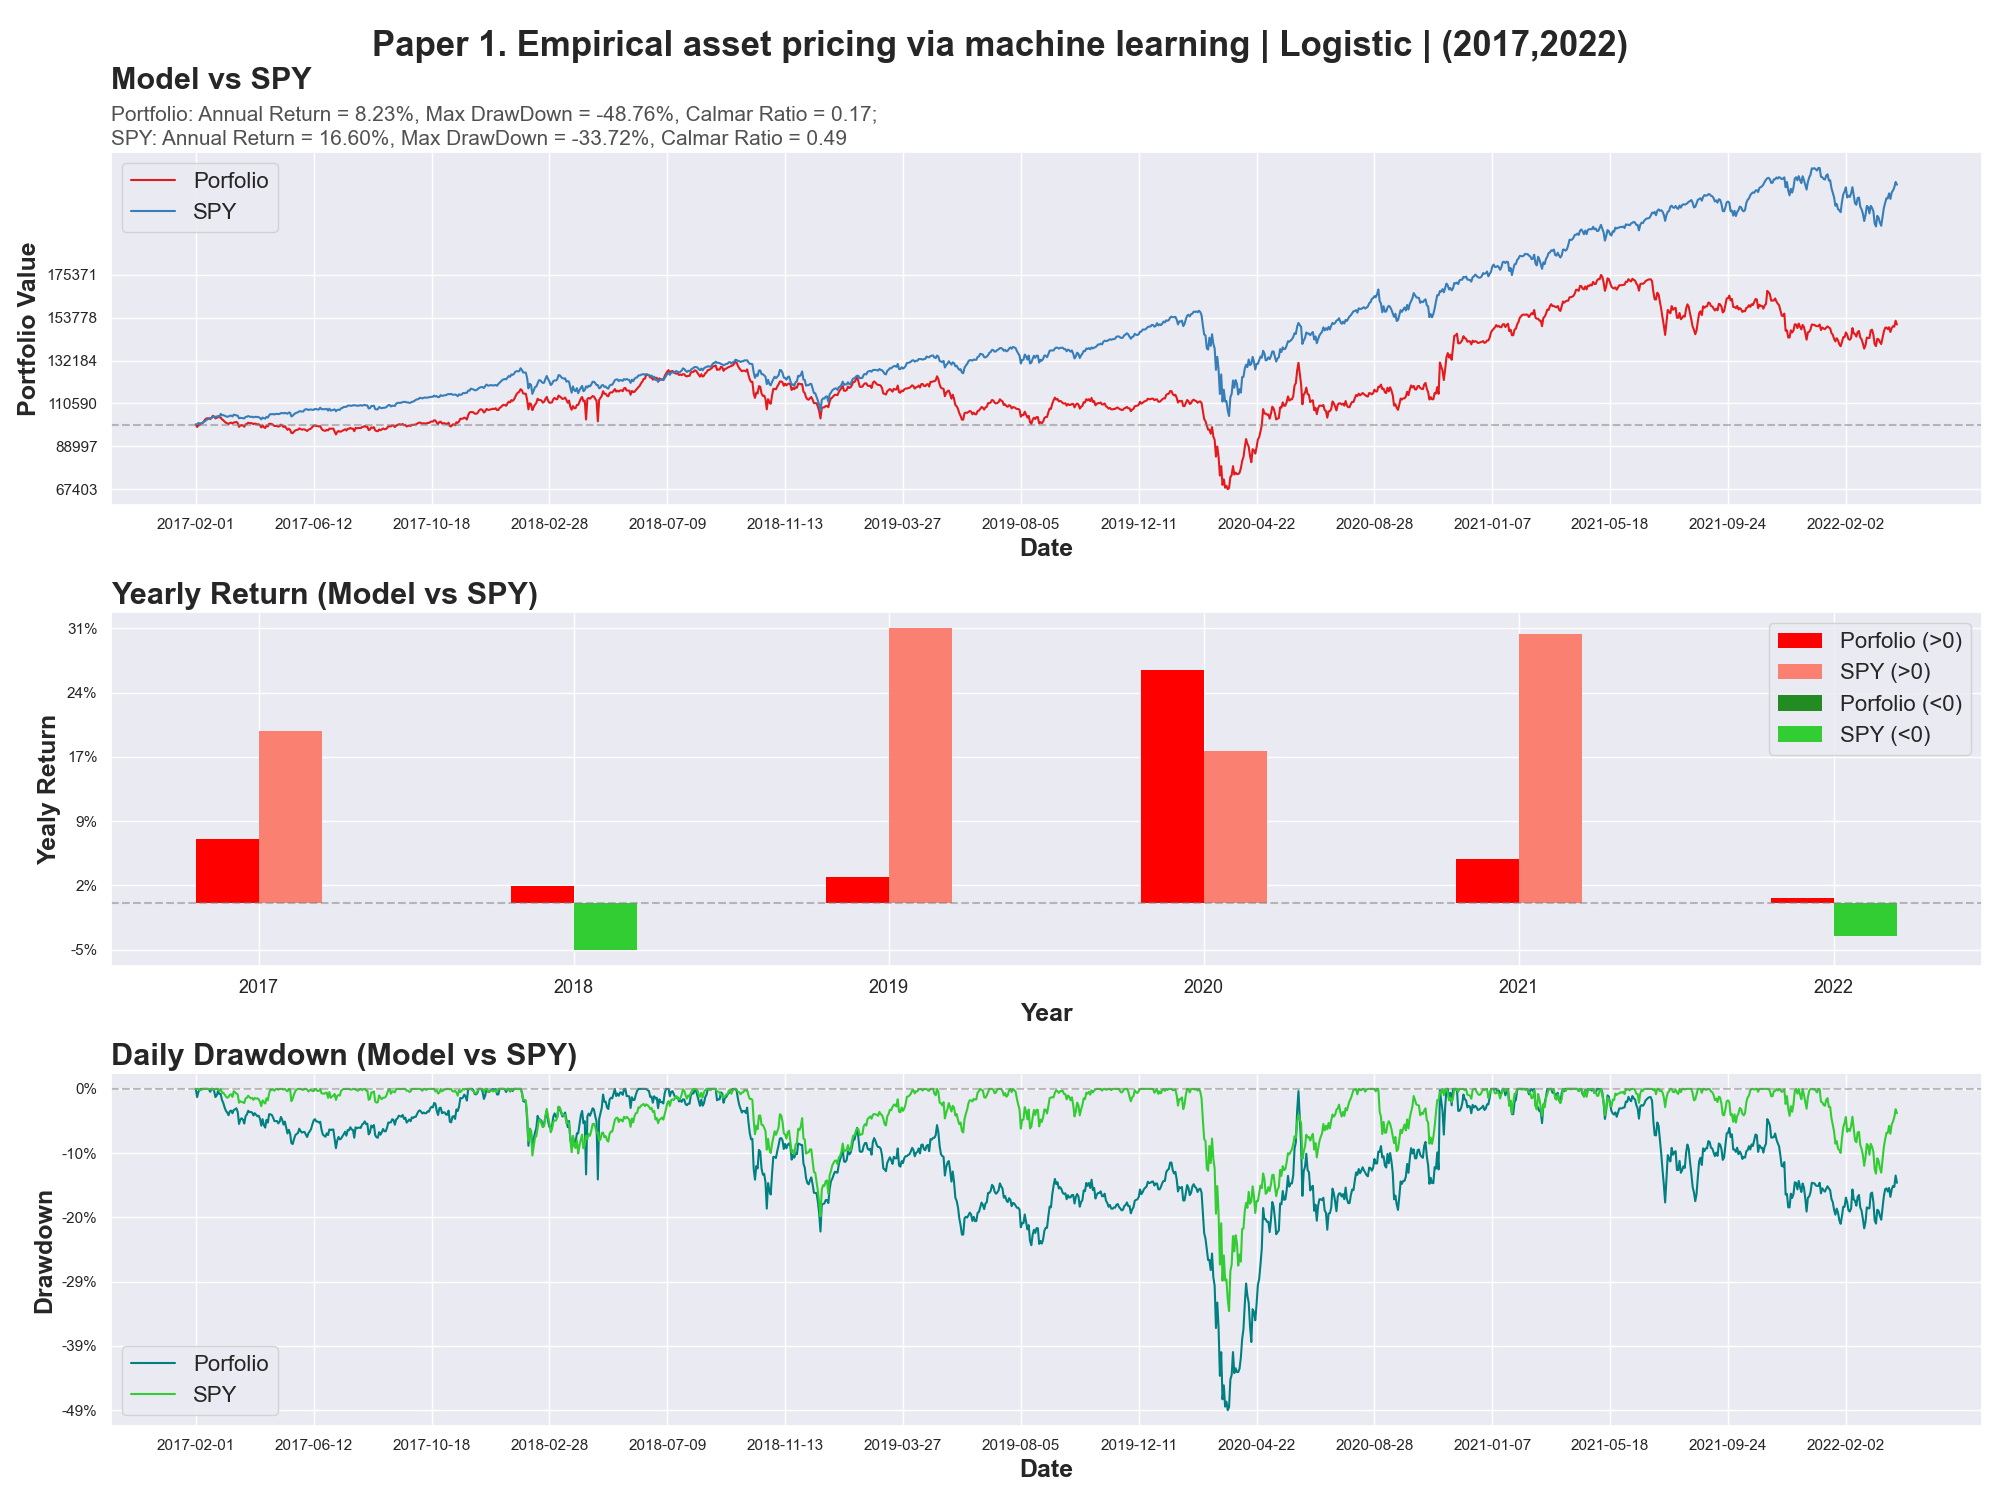 Paper 1. Empirical asset pricing via machine learning | Logistic | (2017,2022)
Model vs SPY
Portfolio: Annual Return = 8.23%, Max DrawDown = -48.76%, Calmar Ratio = 0.17;
SPY: Annual Return = 16.60%, Max DrawDown = -33.72%, Calmar Ratio = 0.49
Porfolio
SPY
Portfolio Value
175371
153778
132184
110590
88997
67403
2017-02-01 2017-06-12 2017-10-18 2018-02-28 2018-07-09 2018-11-13 2019-03-27 2019-08-05 2019-12-11 2020-04-22 2020-08-28 2021-01-07 2021-05-18 2021-09-24 2022-02-02
Date
Yearly Return (Model vs SPY)
Porfolio (>0)
SPY (>0)
Porfolio (<0)
SPY (<0)
Yealy Return
31%
24%
17%
9%
2%
-5%
2017 2018 2019 2020 2021 2022
Year
Daily Drawdown (Model vs SPY)
Drawdown
0%
-10%
-20%
-29%
-39%
-49%
Porfolio
SPY
2017-02-01 2017-06-12 2017-10-18 2018-02-28 2018-07-09 2018-11-13 2019-03-27 2019-08-05 2019-12-11 2020-04-22 2020-08-28 2021-01-07 2021-05-18 2021-09-24 2022-02-02
Date